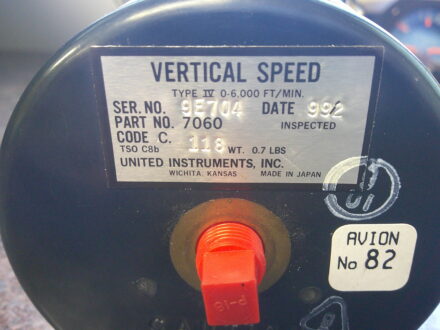 VERTICAL SPEED
TYPE IV 0-6,000 FT/MIN.
SER. NO. 9E704 DATE 992
PART NO. 7060 INSPECTED
CODE C. 118 WT. 0.7 LBS
TSO C8b
UNITED INSTRUMENTS, INC.
WICHITA, KANSAS MADE IN JAPAN
AVION
No 82
P-16